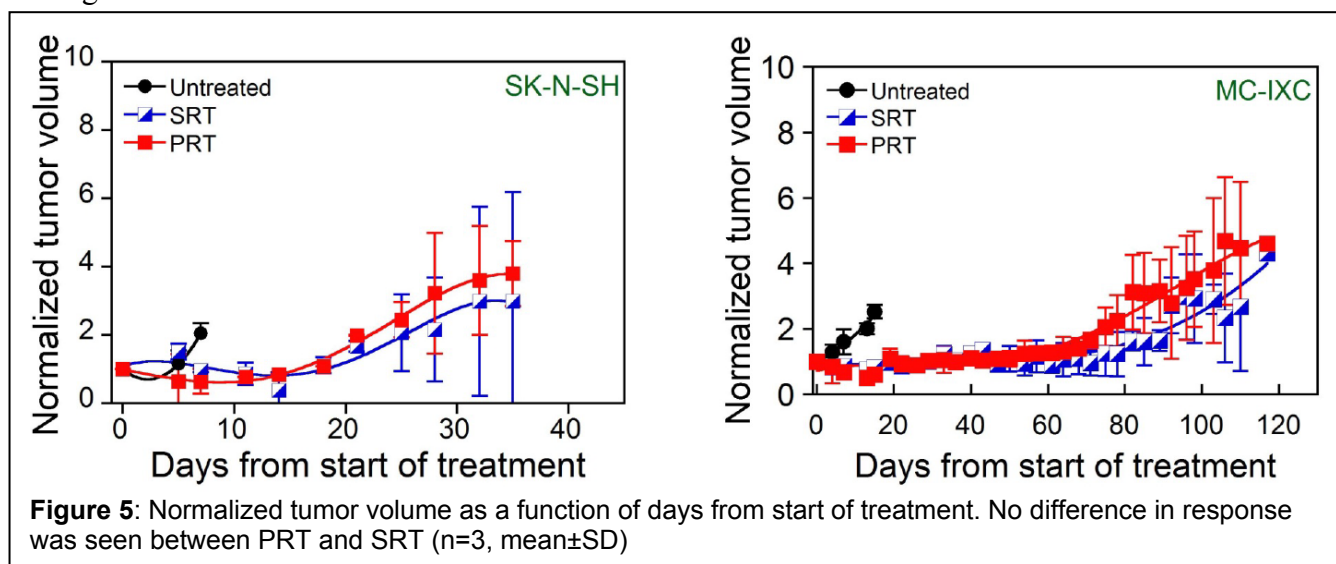 10
8
6
4
2
0
Normalized tumor volume
Untreated
SRT
PRT
SK-N-SH
0 10 20 30 40
Days from start of treatment
10
8
6
4
2
0
Normalized tumor volume
Untreated
SRT
PRT
MC-IXC
0 20 40 60 80 100 120
Days from start of treatment
Figure 5: Normalized tumor volume as a function of days from start of treatment. No difference in response
was seen between PRT and SRT (n=3, mean±SD)